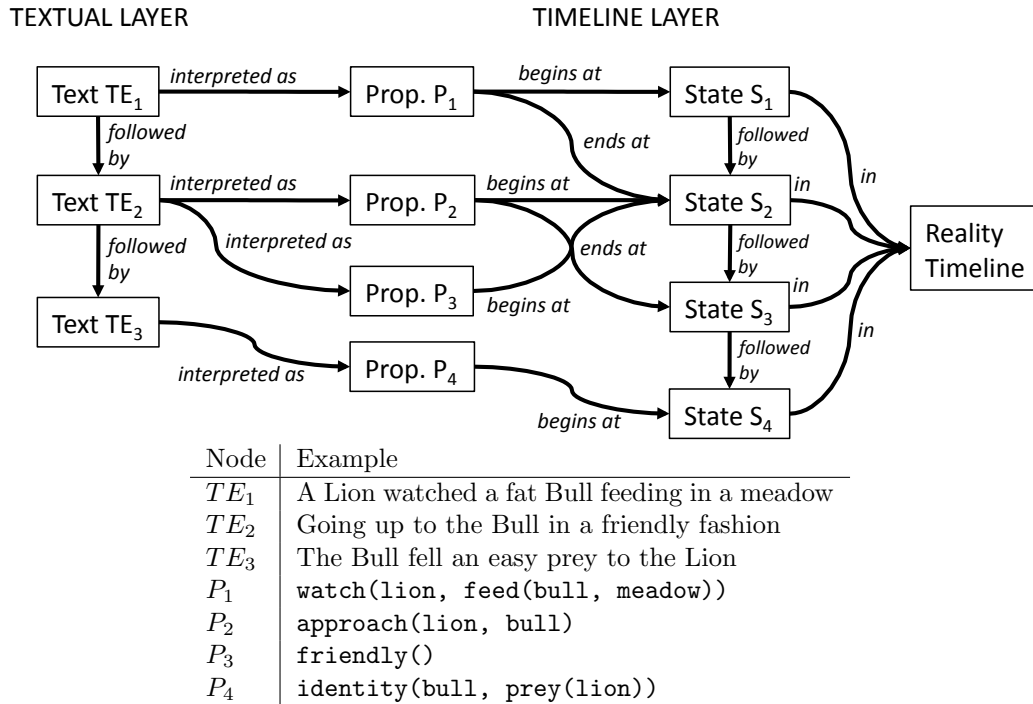 TEXTUAL LAYER
TIMELINE LAYER
Text TE1
interpreted as
Prop. P1
begins at
State S1
followed
by
ends at
followed
by
in
Text TE2
interpreted as
Prop. P2
begins at
State S2
in
Reality
Timeline
followed
by
interpreted as
ends at
followed
by
in
Text TE3
Prop. P3
begins at
State S3
in
interpreted as
Prop. P4
begins at
followed
by
State S4
Node Example
TE1 A Lion watched a fat Bull feeding in a meadow
TE2 Going up to the Bull in a friendly fashion
TE3 The Bull fell an easy prey to the Lion
P1 watch(lion, feed(bull, meadow))
P2 approach(lion, bull)
P3 friendly()
P4 identity(bull, prey(lion))